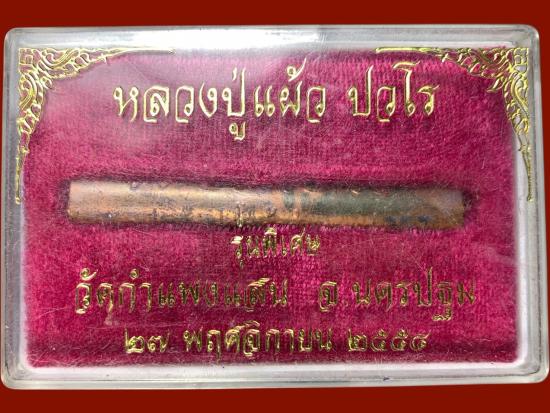 หลวงปู่แผ้ว ปวโร
รุ่นพิเศษ
วัดกำแพงแสน จ.นครปฐม
๒๗ พฤศจิกายน ๒๕๕๔